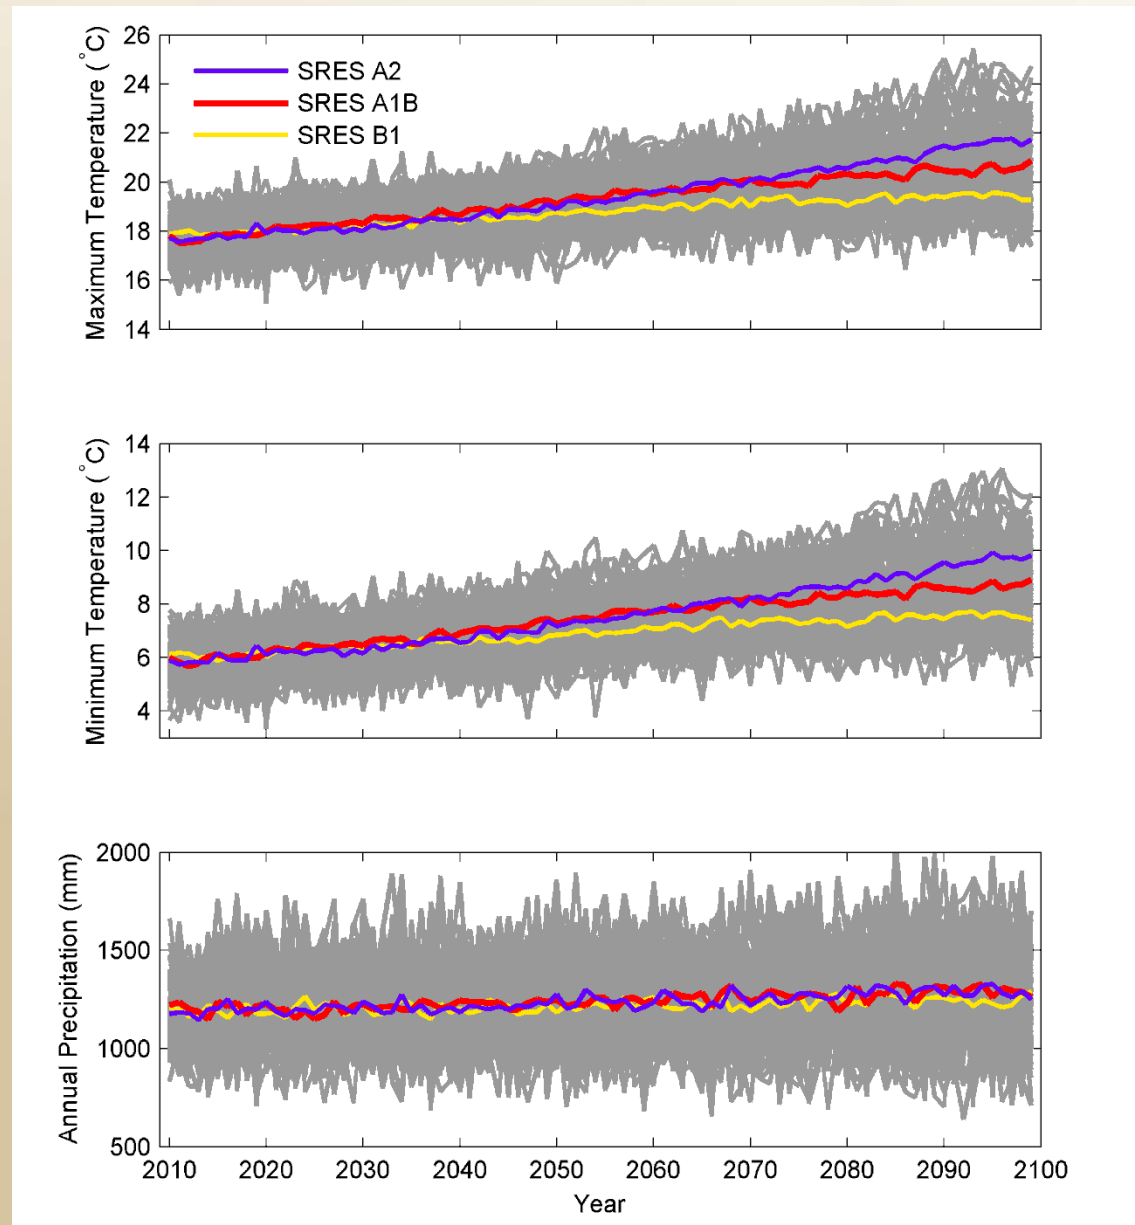 Maximum Temperature (°C)
26
24
22
20
18
16
14
SRES A2
SRES A1B
SRES B1
Minimum Temperature (°C)
14
12
10
8
6
4
Annual Precipitation (mm)
2000
1500
1000
500
2010 2020 2030 2040 2050 2060 2070 2080 2090 2100
Year